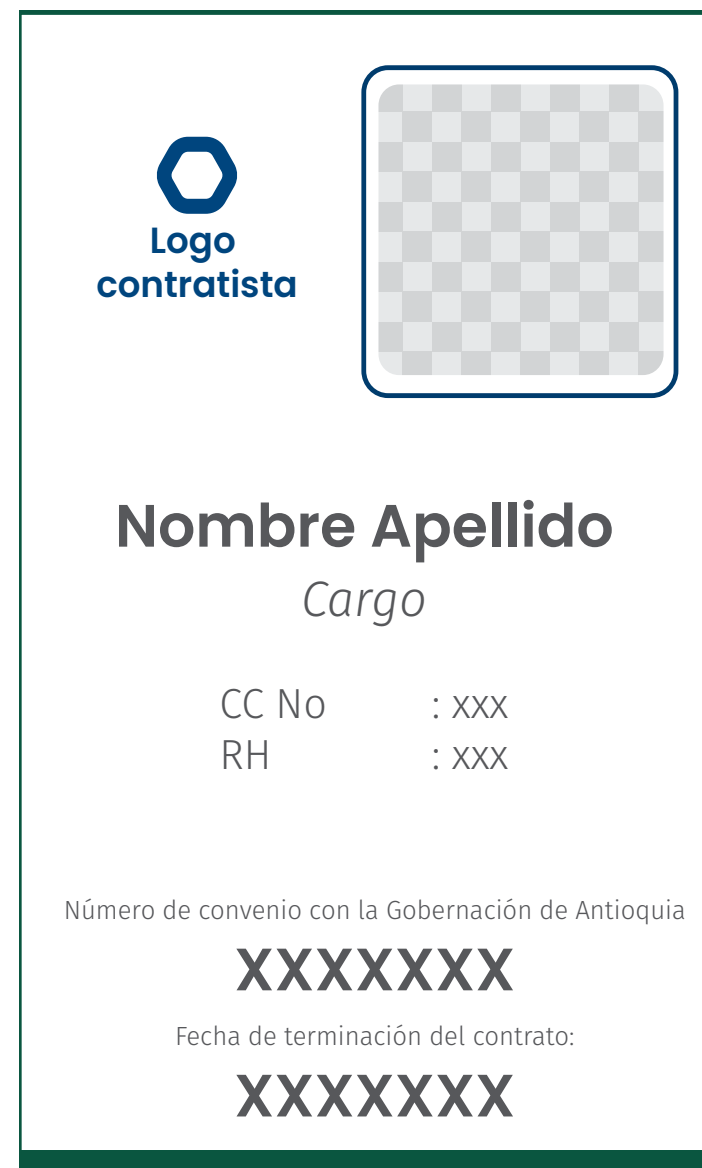 Logo
contratista
Nombre Apellido
Cargo
CC No : xxx
RH : xxx
Número de convenio con la Gobernación de Antioquia
XXXXXXX
Fecha de terminación del contrato:
XXXXXXX